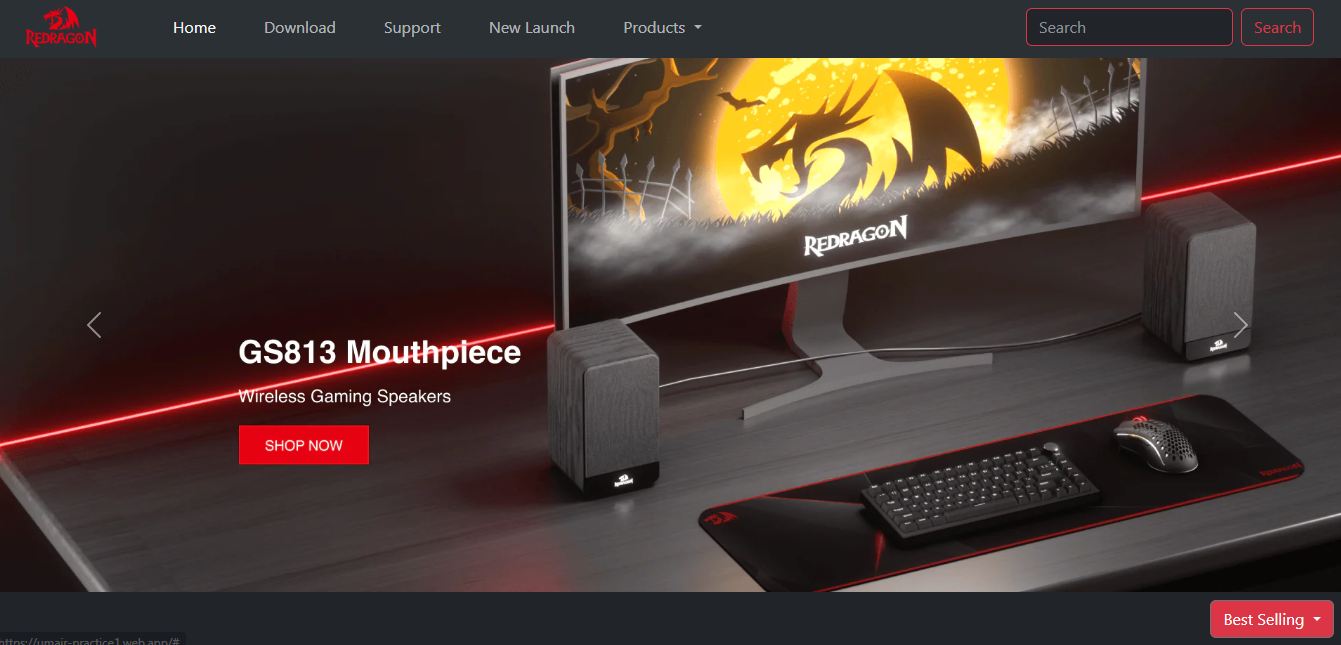 REDRAGON
Home Download Support New Launch Products
Search Search
REDRAGON
GS813 Mouthpiece
Wireless Gaming Speakers
SHOP NOW
REDRAGON
Best Selling
https://umair-practice1.web.app/#